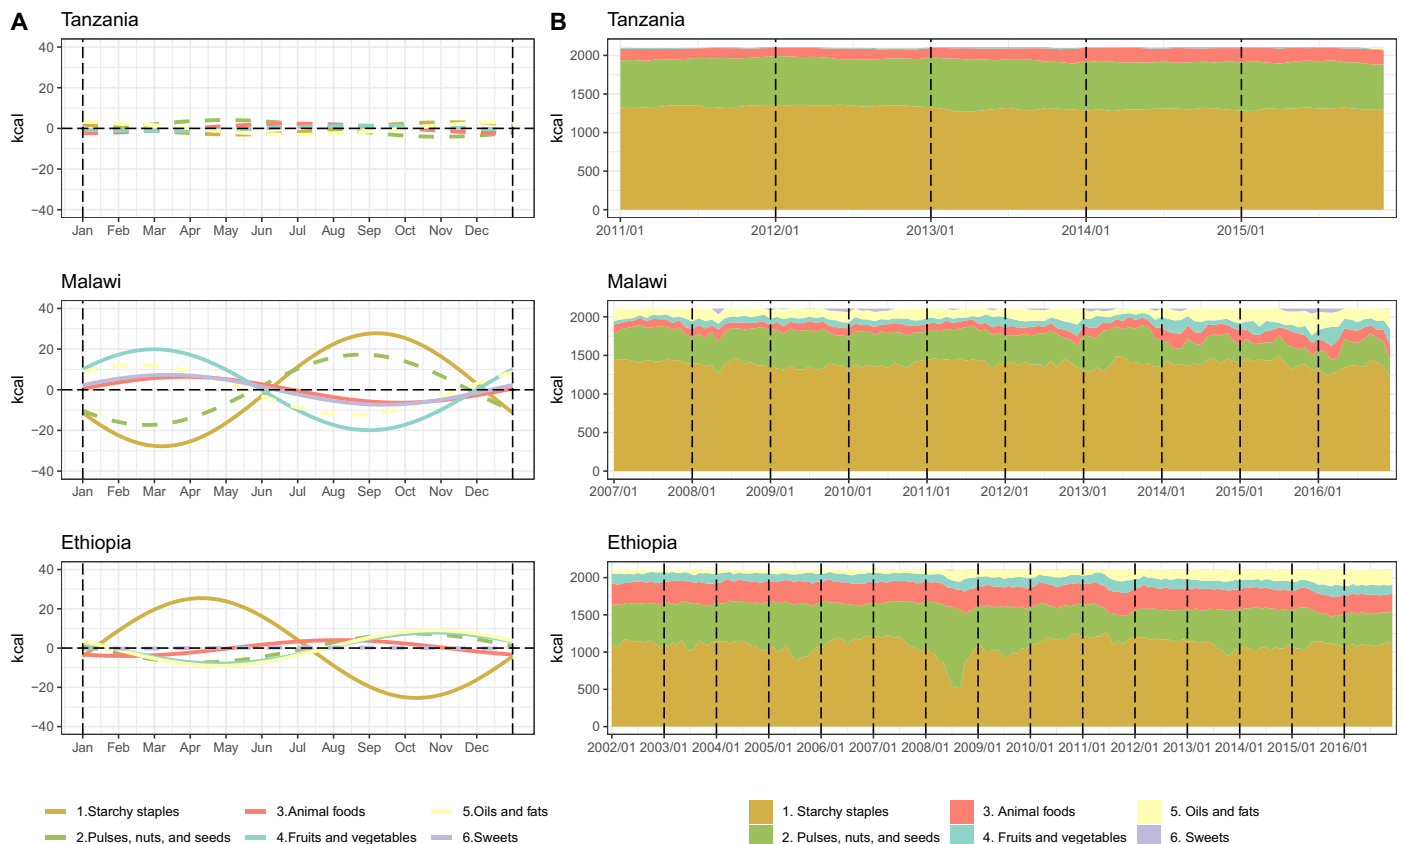 A
Tanzania
kcal
40
20
0
−20
−40
Jan Feb Mar Apr May Jun Jul Aug Sep Oct Nov Dec
B
Tanzania
kcal
2000
1500
1000
500
0
2011/01 2012/01 2013/01 2014/01 2015/01
Malawi
kcal
40
20
0
−20
−40
Jan Feb Mar Apr May Jun Jul Aug Sep Oct Nov Dec
Malawi
kcal
2000
1500
1000
500
0
2007/01 2008/01 2009/01 2010/01 2011/01 2012/01 2013/01 2014/01 2015/01 2016/01
Ethiopia
kcal
40
20
0
−20
−40
Jan Feb Mar Apr May Jun Jul Aug Sep Oct Nov Dec
Ethiopia
kcal
2000
1500
1000
500
0
2002/01 2003/01 2004/01 2005/01 2006/01 2007/01 2008/01 2009/01 2010/01 2011/01 2012/01 2013/01 2014/01 2015/01 2016/01
1.Starchy staples 3.Animal foods 5.Oils and fats
2.Pulses, nuts, and seeds 4.Fruits and vegetables 6.Sweets
1. Starchy staples 3. Animal foods 5. Oils and fats
2. Pulses, nuts, and seeds 4. Fruits and vegetables 6. Sweets